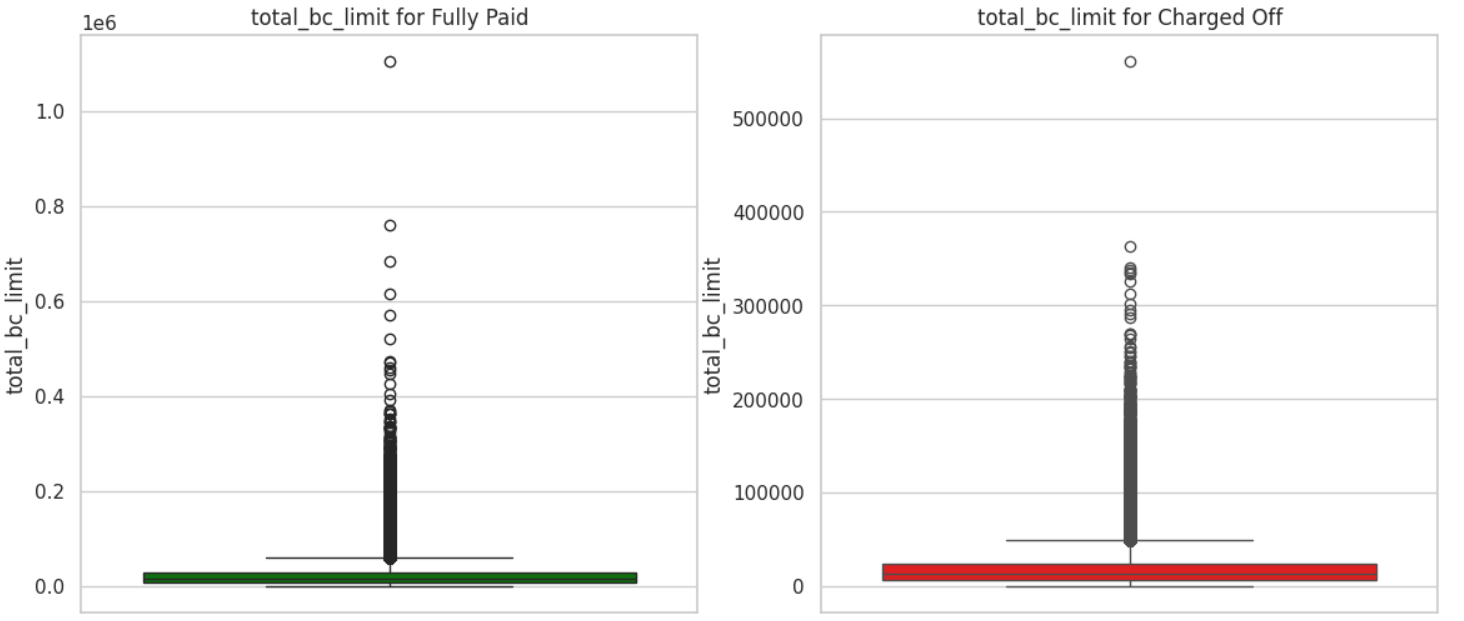 total_bc_limit for Fully Paid
1e6
1.0
0.8
0.6
0.4
0.2
0.0
total_bc_limit
total_bc_limit for Charged Off
500000
400000
300000
200000
100000
0
total_bc_limit